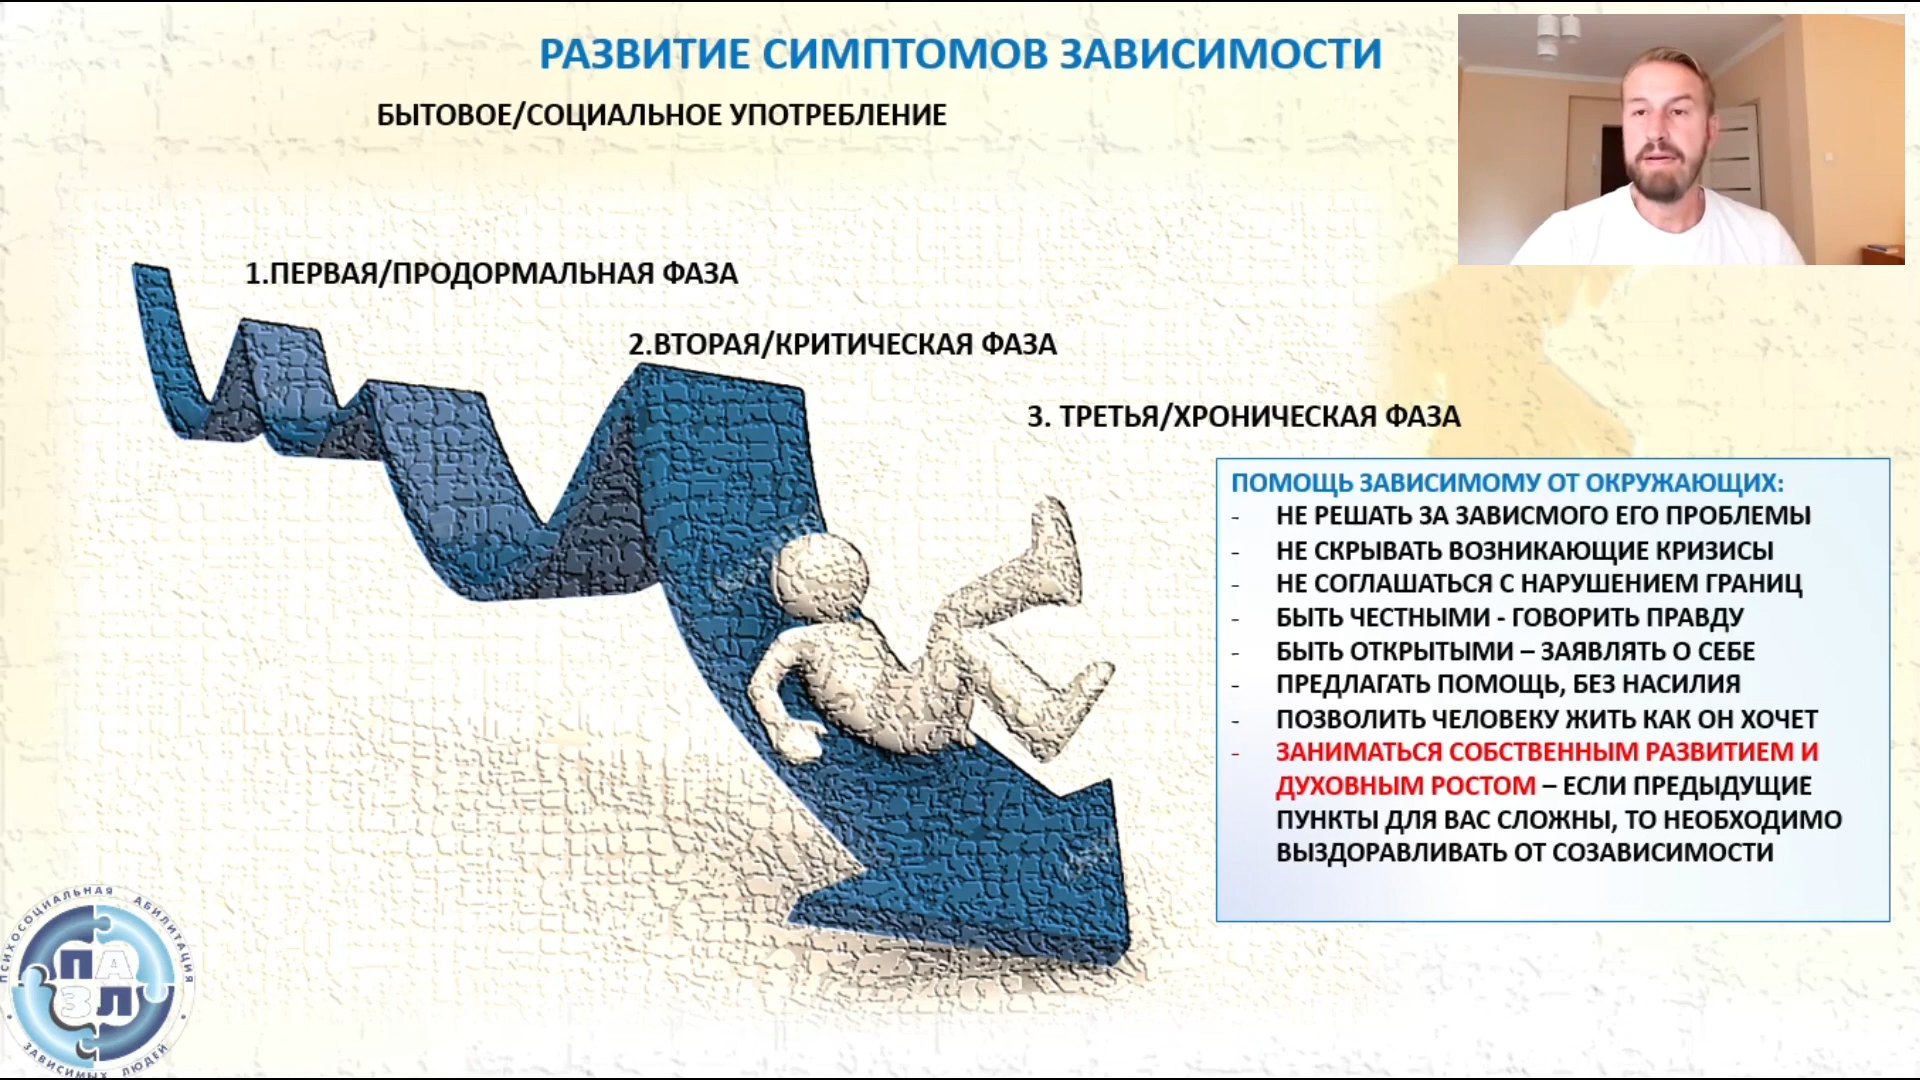 РАЗВИТИЕ СИМПТОМОВ ЗАВИСИМОСТИ
БЫТОВОЕ/СОЦИАЛЬНОЕ УПОТРЕБЛЕНИЕ
1.ПЕРВАЯ/ПРОДОРМАЛЬНАЯ ФАЗА
2.ВТОРАЯ/КРИТИЧЕСКАЯ ФАЗА
3. ТРЕТЬЯ/ХРОНИЧЕСКАЯ ФАЗА
ПОМОЩЬ ЗАВИСИМОМУ ОТ ОКРУЖАЮЩИХ:
- НЕ РЕШАТЬ ЗА ЗАВИСМОГО ЕГО ПРОБЛЕМЫ
- НЕ СКРЫВАТЬ ВОЗНИКАЮЩИЕ КРИЗИСЫ
- НЕ СОГЛАШАТЬСЯ С НАРУШЕНИЕМ ГРАНИЦ
- БЫТЬ ЧЕСТНЫМИ - ГОВОРИТЬ ПРАВДУ
- БЫТЬ ОТКРЫТЫМИ – ЗАЯВЛЯТЬ О СЕБЕ
- ПРЕДЛАГАТЬ ПОМОЩЬ, БЕЗ НАСИЛИЯ
- ПОЗВОЛИТЬ ЧЕЛОВЕКУ ЖИТЬ КАК ОН ХОЧЕТ
- ЗАНИМАТЬСЯ СОБСТВЕННЫМ РАЗВИТИЕМ И
ДУХОВНЫМ РОСТОМ – ЕСЛИ ПРЕДЫДУЩИЕ
ПУНКТЫ ДЛЯ ВАС СЛОЖНЫ, ТО НЕОБХОДИМО
ВЫЗДОРАВЛИВАТЬ ОТ СОЗАВИСИМОСТИ
ПСИХОСОЦИАЛЬНАЯ АБИЛИТАЦИЯ
ПА
ЗЛ
ЗАВИСИМЫХ ЛЮДЕЙ